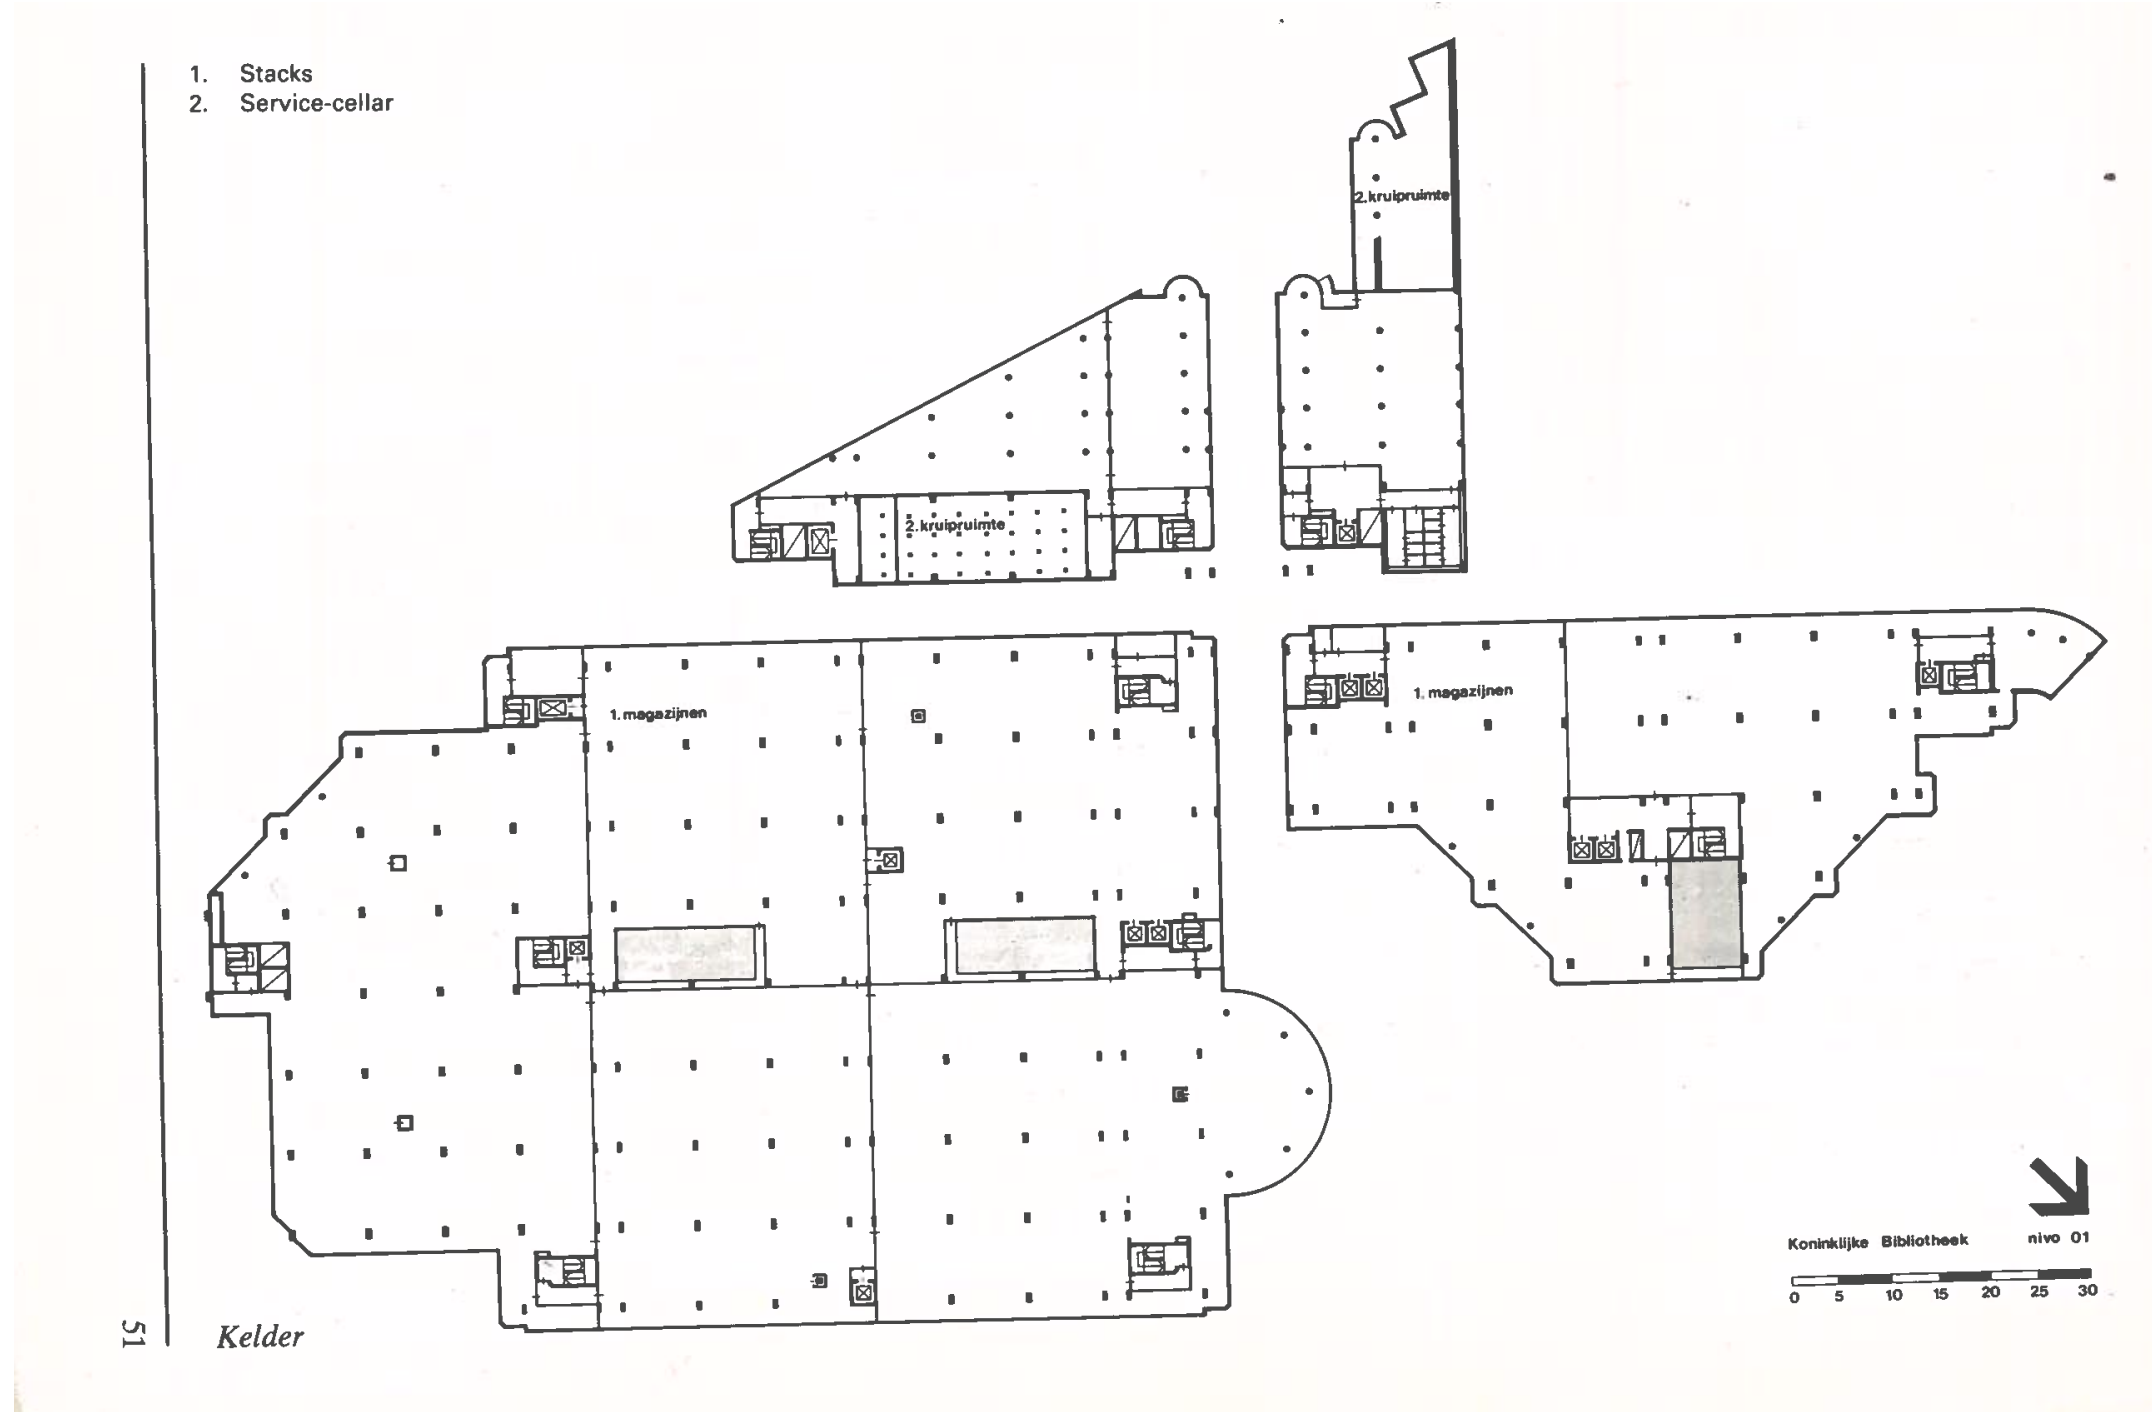 1. Stacks
2. Service-cellar
2.kruipruimte
2.kruipruimte
1.magazijnen
1. magazijnen
Koninklijke Bibliotheek nivo 01
0 5 10 15 20 25 30
51
Kelder